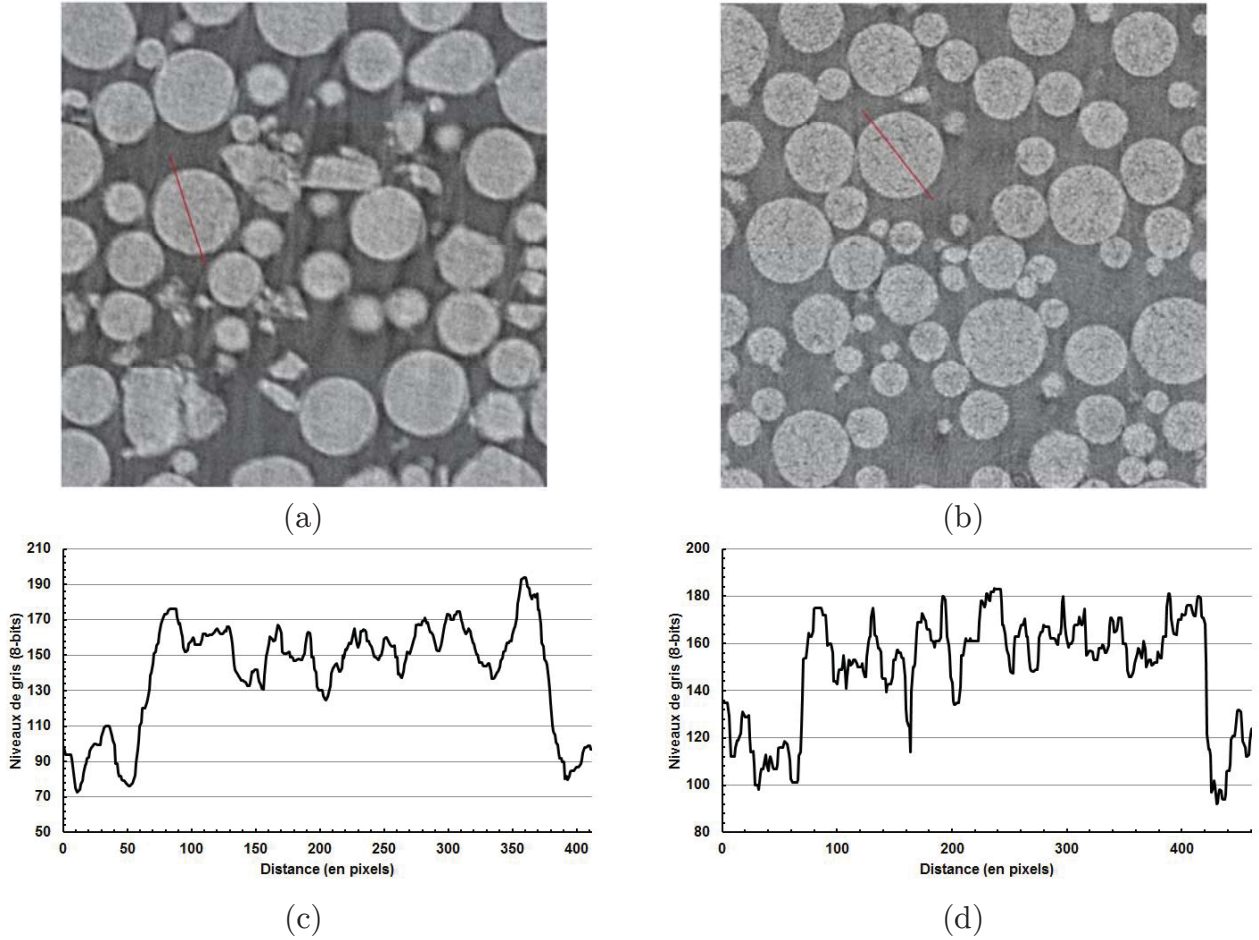 (a)
(b)
210
190
170
150
130
110
90
70
50
Niveaux de gris (8-bits)
0 50 100 150 200 250 300 350 400
Distance (en pixels)
(c)
200
180
160
140
120
100
80
Niveaux de gris (8-bits)
0 100 200 300 400
Distance (en pixels)
(d)